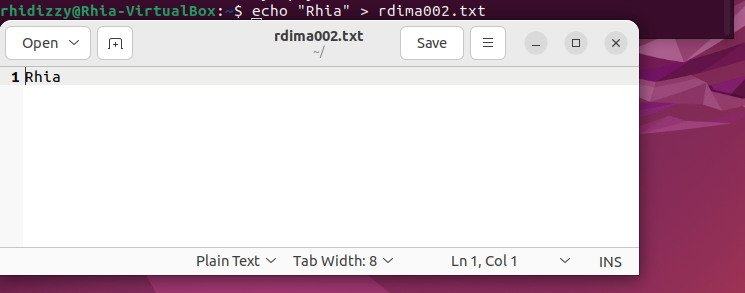 rhidizzy@Rhia-VirtualBox:~$ echo "Rhia" > rdima002.txt
Open
rdima002.txt
~/
Save
1 Rhia
Plain Text Tab Width: 8 Ln 1, Col 1 INS